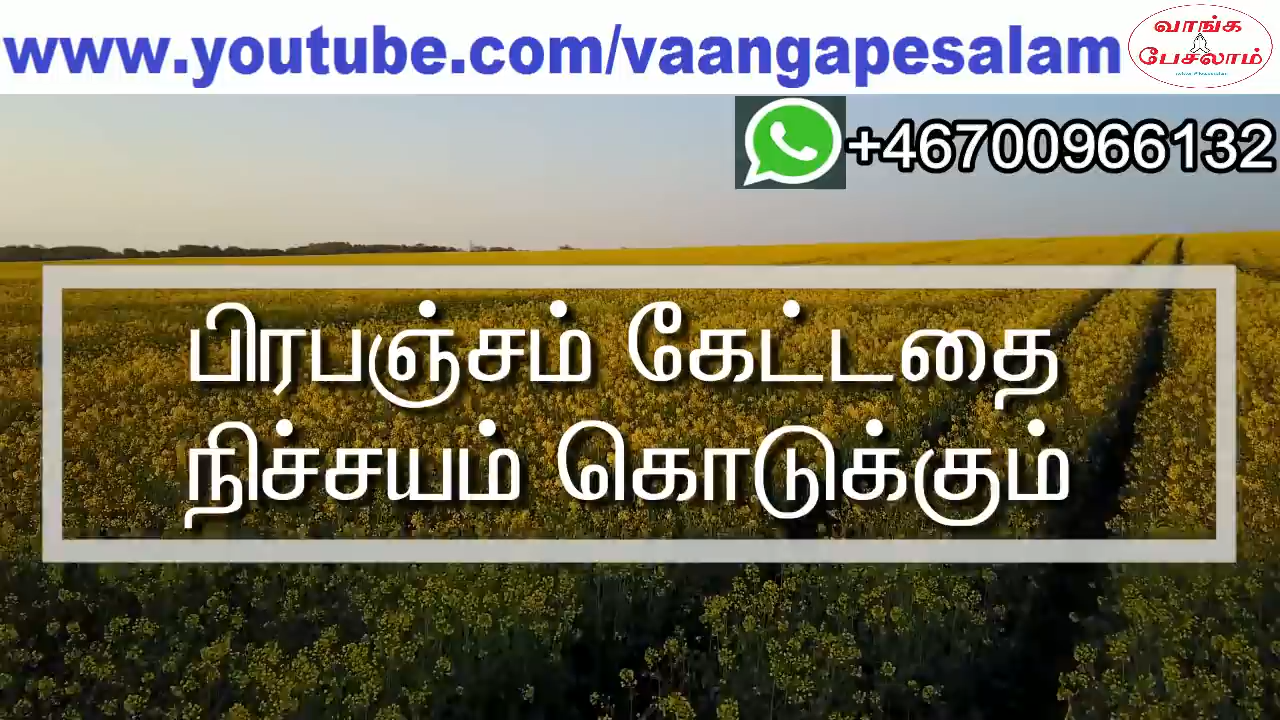 www.youtube.com/vaangapesalam
வாங்க
பேசலாம்
+46700966132
பிரபஞ்சம் கேட்டதை
நிச்சயம் கொடுக்கும்